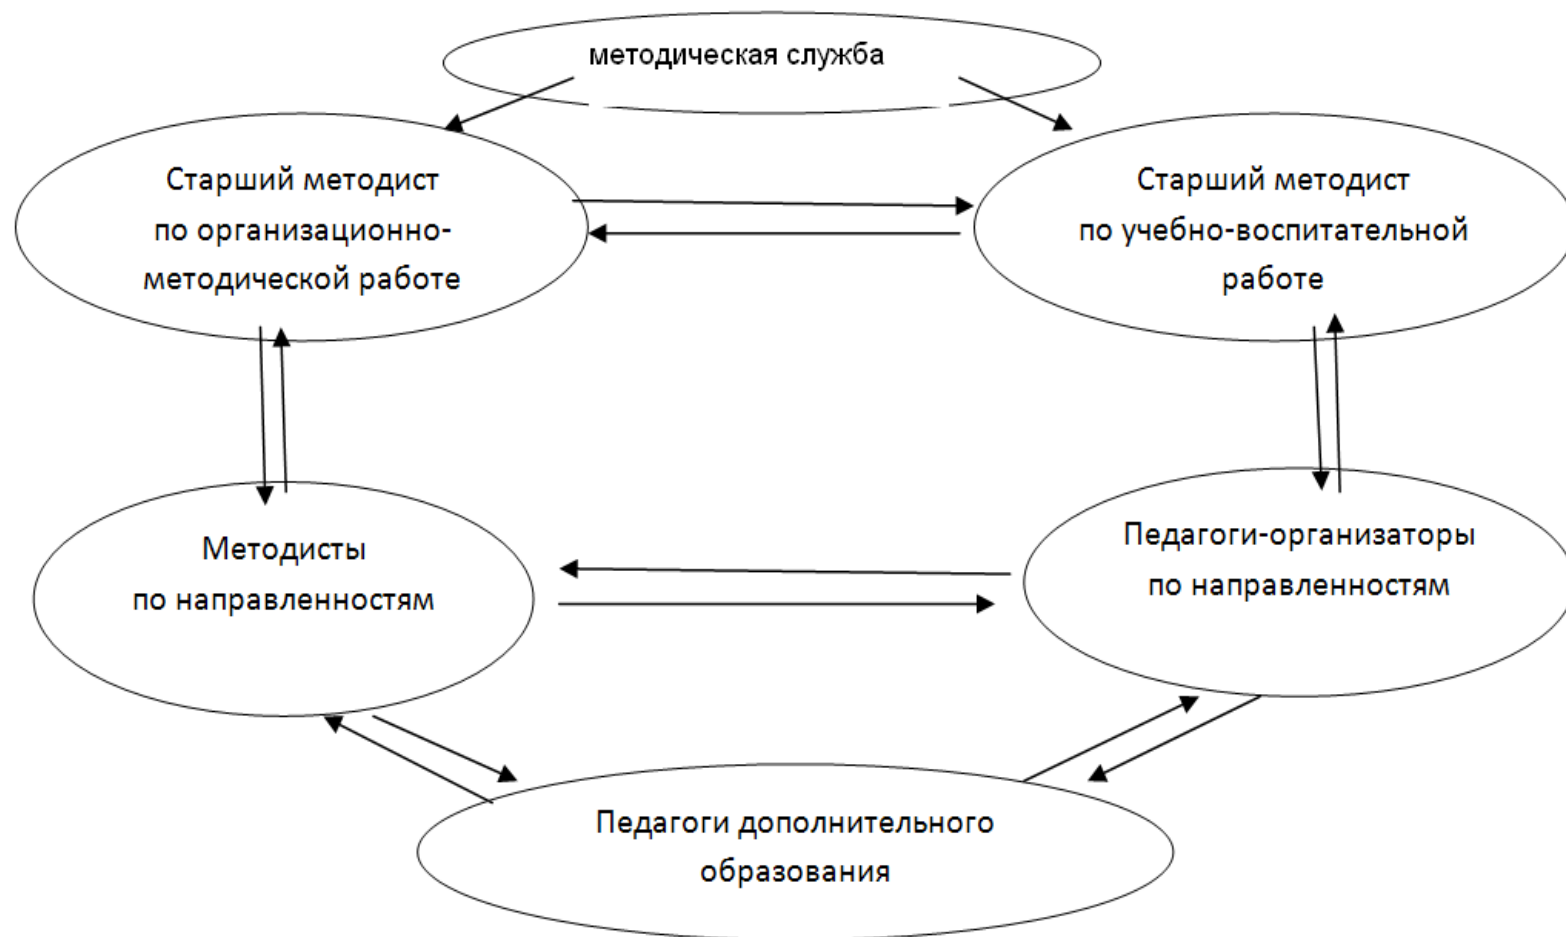 методическая служба
Старший методист
по организационно-
методической работе
Старший методист
по учебно-воспитательной
работе
Методисты
по направленностям
Педагоги-организаторы
по направленностям
Педагоги дополнительного
образования